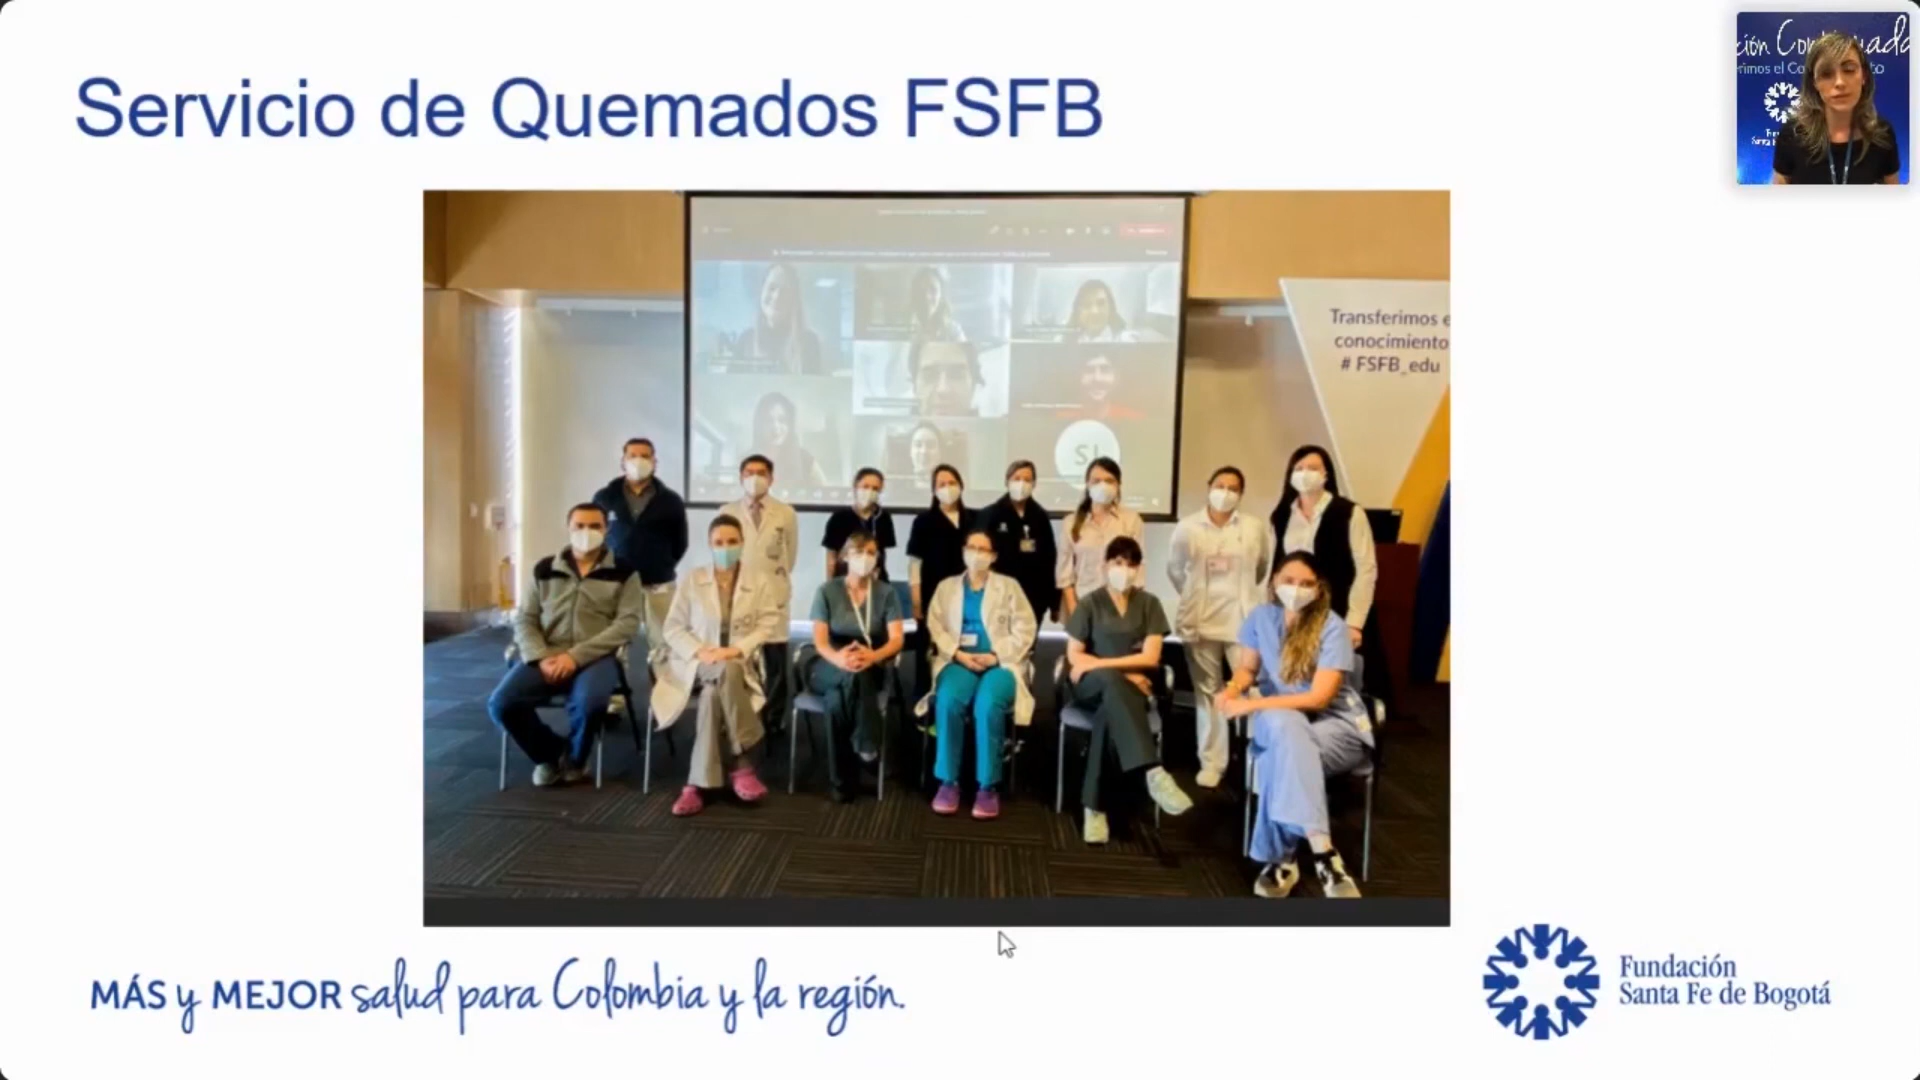 Servicio de Quemados FSFB
Transferimos e
conocimiento
# FSFB_edu
SJ
MÁS y MEJOR salud para Colombia y la región.
Fundación
Santa Fe de Bogotá